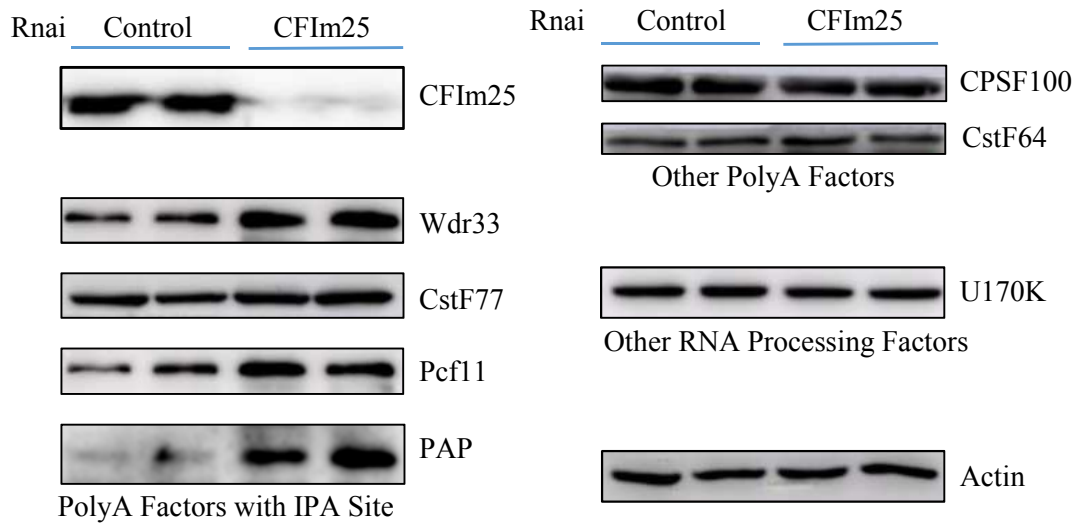 Rnai Control CFIm25
CFIm25
Wdr33
CstF77
Pcf11
PAP
PolyA Factors with IPA Site
Rnai Control CFIm25
CPSF100
CstF64
Other PolyA Factors
U170K
Other RNA Processing Factors
Actin